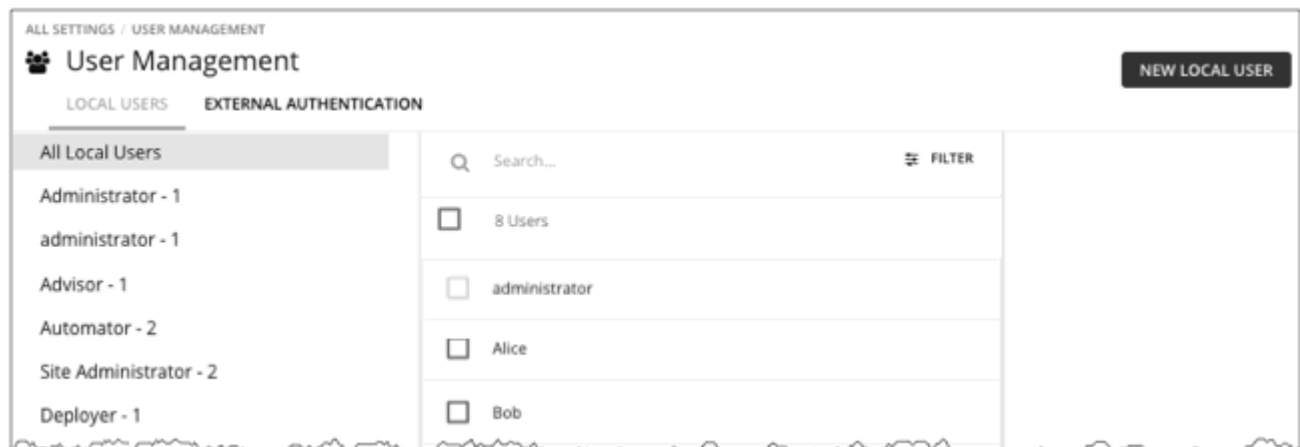 ALL SETTINGS / USER MANAGEMENT
User Management
NEW LOCAL USER
LOCAL USERS EXTERNAL AUTHENTICATION
All Local Users
Administrator - 1
administrator - 1
Advisor - 1
Automator - 2
Site Administrator - 2
Deployer - 1
Search...
FILTER
8 Users
administrator
Alice
Bob